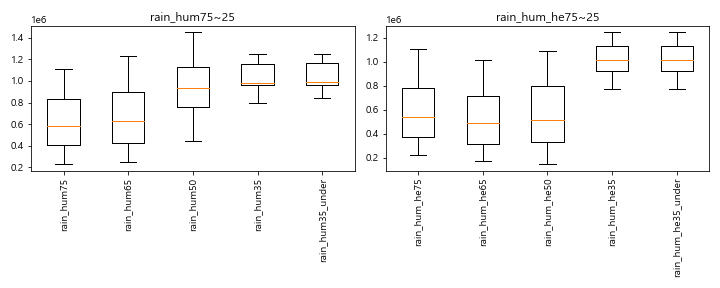 rain_hum75~25
1e6
1.4
1.2
1.0
0.8
0.6
0.4
0.2
rain_hum75
rain_hum65
rain_hum50
rain_hum35
rain_hum35_under
rain_hum_he75~25
1e6
1.2
1.0
0.8
0.6
0.4
0.2
rain_hum_he75
rain_hum_he65
rain_hum_he50
rain_hum_he35
rain_hum_he35_under